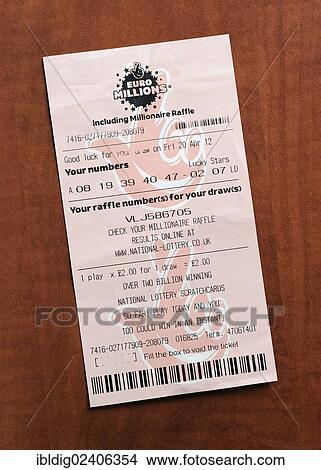 EURO
MILLIONS
Including Millionaire Raffle
7416-027177909-208079
Good luck for your draw on Fri 20 Apr 12
Your numbers Lucky Stars
A 08 19 39 40 47 - 02 07 LD
Your raffle number(s) for your draw(s)
VLJ586705
CHECK YOUR MILLIONAIRE RAFFLE
RESULTS ONLINE AT
WWW.NATIONAL-LOTTERY.CO.UK
1 play x £2.00 for 1 draw = £2.00
OVER TWO BILLION WINNING
NATIONAL LOTTERY SCRATCHCARDS
SO FAR! PLAY TODAY AND YOU
TOO COULD WIN IN AN INSTANT.
7416-027177909-208079 016825 Term: 47061401
[......] Fill the box to void the ticket
FOTOSEARCH
ibldig02406354 www.fotosearch.com